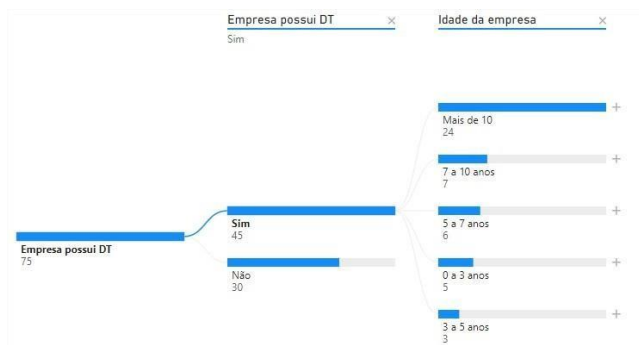 Empresa possui DT ×
Sim
Idade da empresa ×
Empresa possui DT
75
Sim
45
Não
30
Mais de 10
24
7 a 10 anos
7
5 a 7 anos
6
0 a 3 anos
5
3 a 5 anos
3